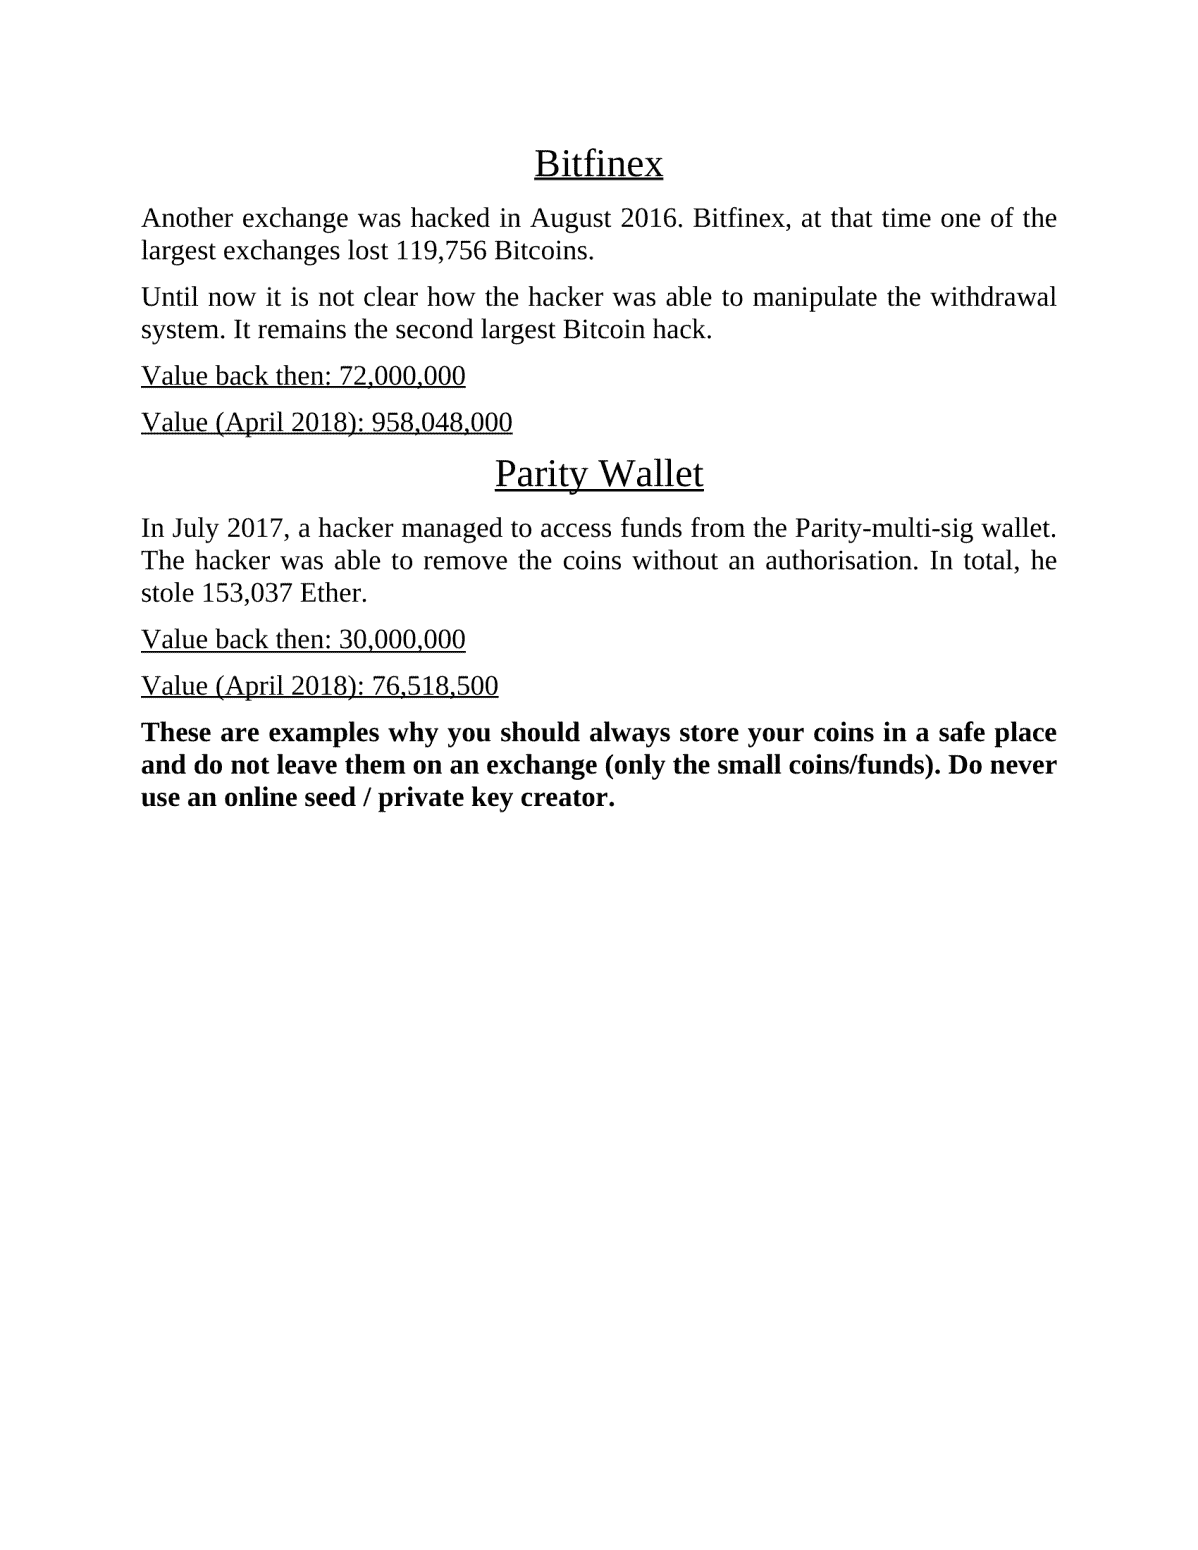 Bitfinex
Another exchange was hacked in August 2016. Bitfinex, at that time one of the
largest exchanges lost 119,756 Bitcoins.
Until now it is not clear how the hacker was able to manipulate the withdrawal
system. It remains the second largest Bitcoin hack.
Value back then: 72,000,000
Value (April 2018): 958,048,000
Parity Wallet
In July 2017, a hacker managed to access funds from the Parity-multi-sig wallet.
The hacker was able to remove the coins without an authorisation. In total, he
stole 153,037 Ether.
Value back then: 30,000,000
Value (April 2018): 76,518,500
These are examples why you should always store your coins in a safe place
and do not leave them on an exchange (only the small coins/funds). Do never
use an online seed / private key creator.